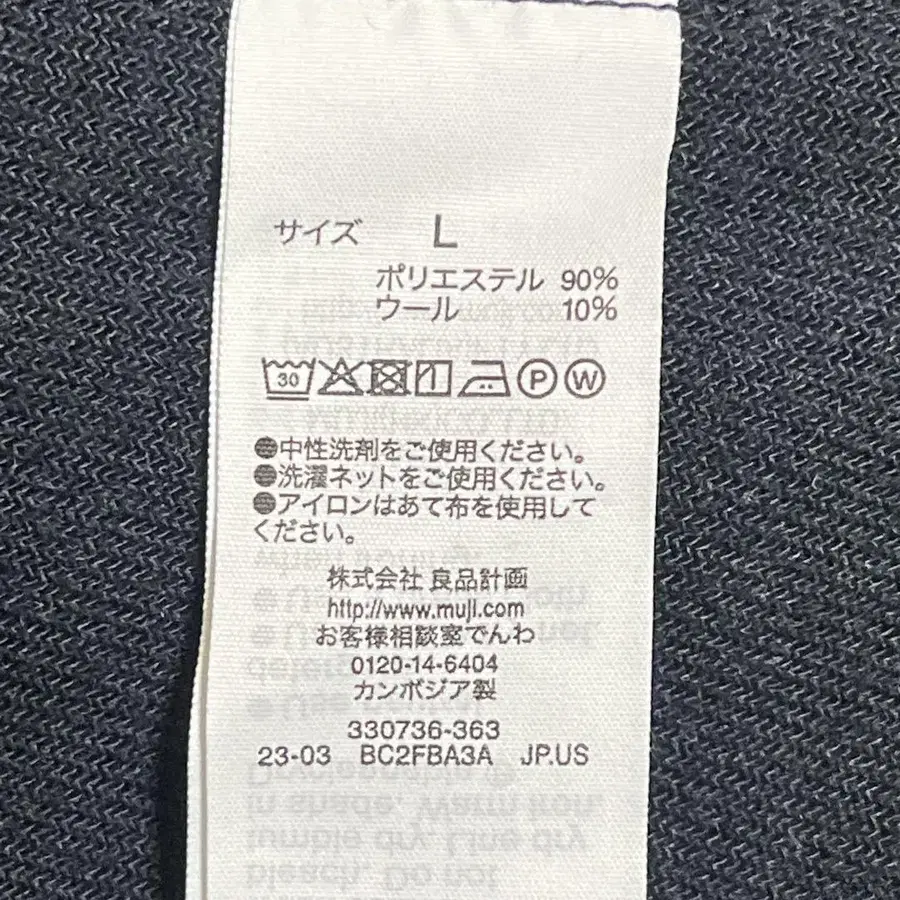 サイズ L
ポリエステル 90%
ウール 10%
30 P W
●中性洗剤をご使用ください。
●洗濯ネットをご使用ください。
●アイロンはあて布を使用して
ください。
株式会社 良品計画
http://www.muji.com
お客様相談室でんわ
0120-14-6404
カンボジア製
330736-363
23-03 BC2FBA3A JP.US